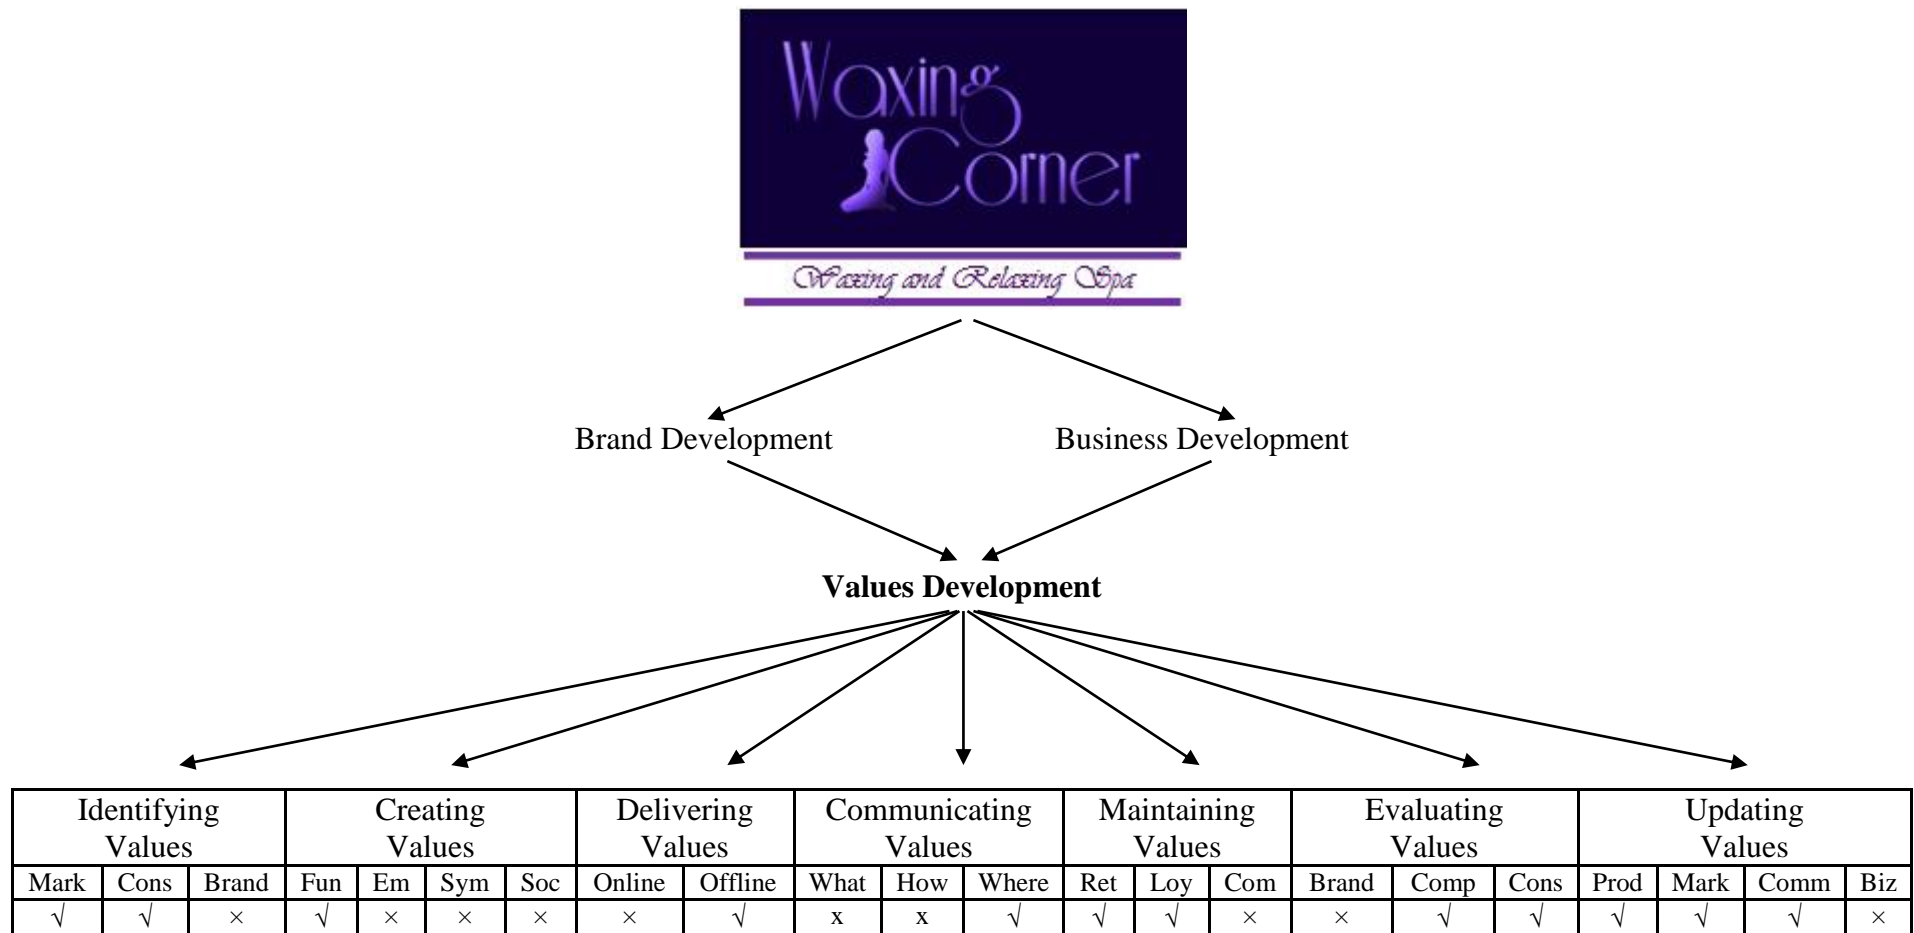 Waxing
Corner
Waxing and Relaxing Spa
Brand Development Business Development
Values Development
Identifying Values Creating Values Delivering Values Communicating Values Maintaining Values Evaluating Values Updating Values
Mark Cons Brand Fun Em Sym Soc Online Offline What How Where Ret Loy Com Brand Comp Cons Prod Mark Comm Biz
√ √ × √ × × × × √ x x √ √ √ × × √ √ √ √ √ ×